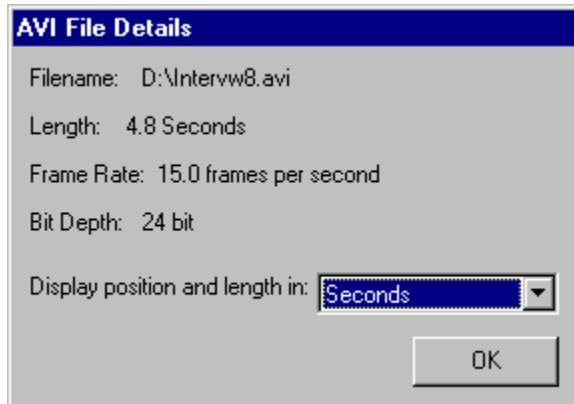 AVI File Details
Filename: D:\Intervw8.avi
Length: 4.8 Seconds
Frame Rate: 15.0 frames per second
Bit Depth: 24 bit
Display position and length in: Seconds
OK